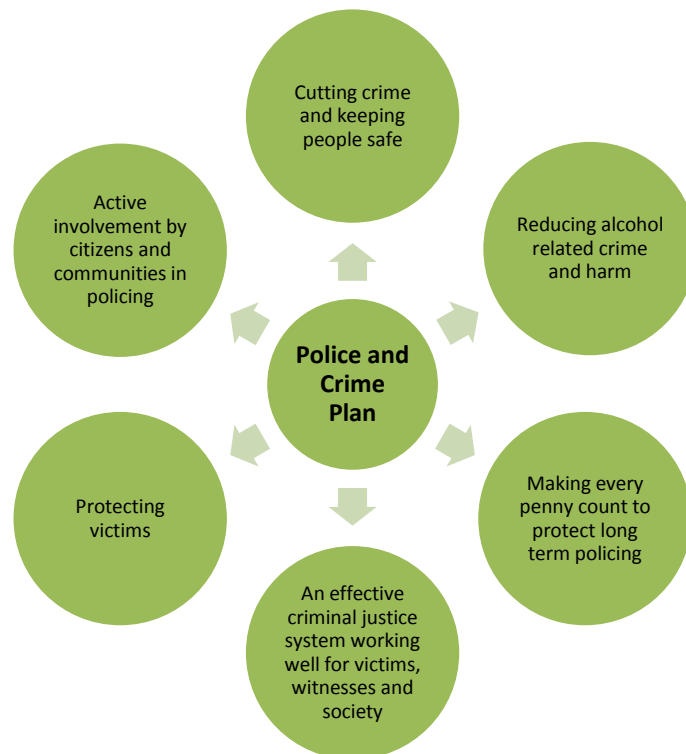 Cutting crime
and keeping
people safe
Reducing alcohol
related crime
and harm
Making every
penny count to
protect long
term policing
An effective
criminal justice
system working
well for victims,
witnesses and
society
Protecting
victims
Active
involvement by
citizens and
communities in
policing
Police and
Crime
Plan